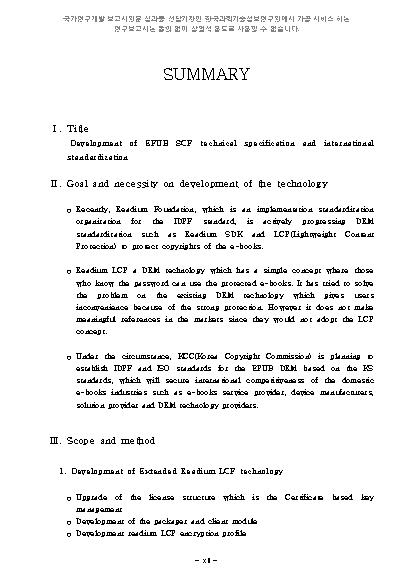 국가연구개발 보고서원문 성과물 전담기관인 한국과학기술정보연구원에서 가공·서비스 하는
연구보고서는 동의 없이 상업적 용도로 사용할 수 없습니다.
SUMMARY
I. Title
Development of EPUB SCF technical specification and international
standardization
II. Goal and necessity on development of the technology
o Recently, Readium Foundation, which is an implementation standardization
organization for the IDPF standard, is actively progressing DRM
standardization such as Readium SDK and LCP(Lightweight Content
Protection) to protect copyrights of the e-books.
o Readium LCP a DRM technology which has a simple concept where those
who know the password can use the protected e-books. It has tried to solve
the problem on the existing DRM technology which gives users
inconvenience because of the strong protection. However it does not make
meaningful references in the markets since they would not adopt the LCP
concept.
o Under the circumstance, KCC(Korea Copyright Commission) is planning to
establish IDPF and ISO standards for the EPUB DRM based on the KS
standards, which will secure international competitiveness of the domestic
e-books industries such as e-books service provider, device manufacturers,
solution provider and DRM technology providers.
III. Scope and method
1. Development of Extended Readium LCP technology
o Upgrade of the license structure which is the Certificate based key
management
o Development of the packager and client module
o Development readium LCP encryption profile
- xii -